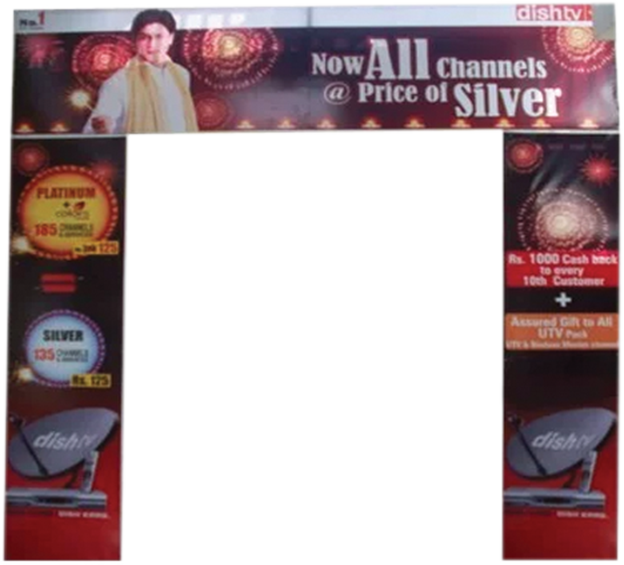 No.1
dishtv
Now All Channels
@ Price of Silver
PLATINUM
+
colors
185 CHANNELS
125
SILVER
135 CHANNELS
Rs. 125
dishtv
Rs. 1000 Cash back
to every
10th Customer
+
Assured Gift to All
UTV Pack
dishtv